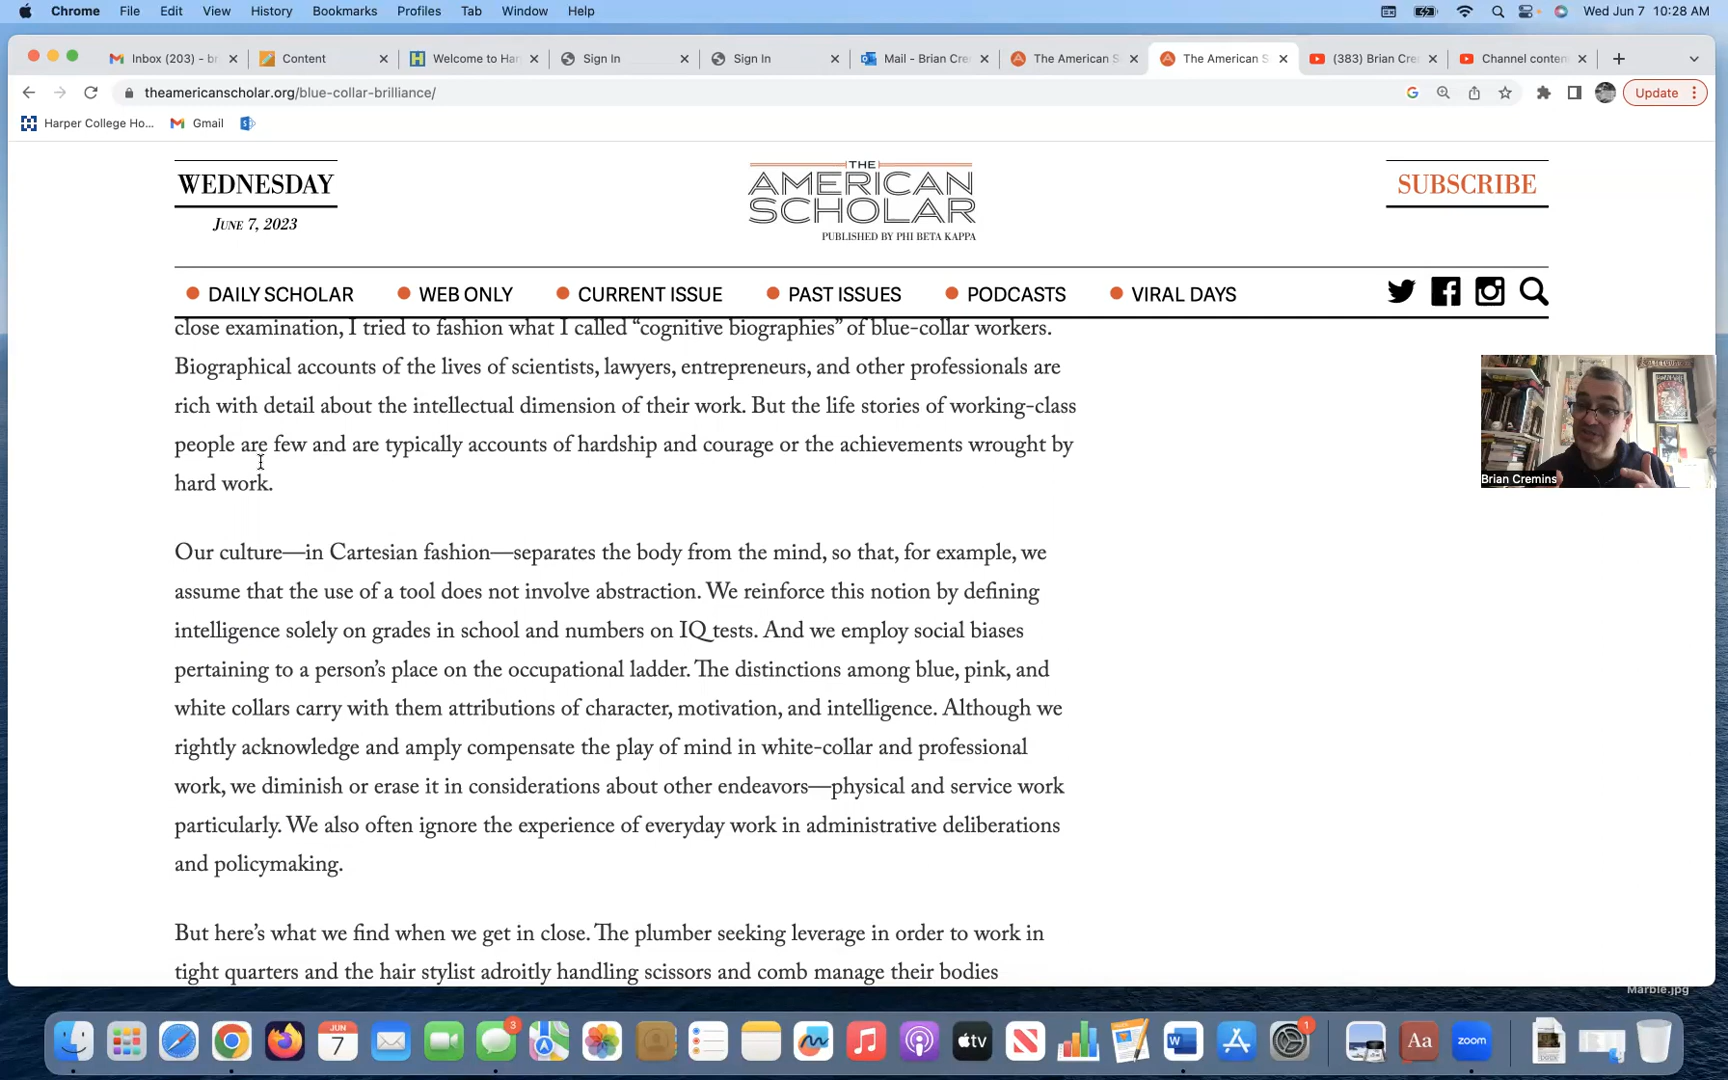 Chrome File Edit View History Bookmarks Profiles Tab Window Help Wed Jun 7 10:28 AM
Inbox (203) - b Content Welcome to Har Sign In Sign In Mail - Brian Cre The American S The American S (383) Brian Cre Channel conten
theamericanscholar.org/blue-collar-brilliance/ Update
Harper College Ho... Gmail
WEDNESDAY
JUNE 7, 2023
THE
AMERICAN
SCHOLAR
PUBLISHED BY PHI BETA KAPPA
SUBSCRIBE
DAILY SCHOLAR WEB ONLY CURRENT ISSUE PAST ISSUES PODCASTS VIRAL DAYS
close examination, I tried to fashion what I called “cognitive biographies” of blue-collar workers.
Biographical accounts of the lives of scientists, lawyers, entrepreneurs, and other professionals are
rich with detail about the intellectual dimension of their work. But the life stories of working-class
people are few and are typically accounts of hardship and courage or the achievements wrought by
hard work.
Brian Cremins
Our culture—in Cartesian fashion—separates the body from the mind, so that, for example, we
assume that the use of a tool does not involve abstraction. We reinforce this notion by defining
intelligence solely on grades in school and numbers on IQ tests. And we employ social biases
pertaining to a person’s place on the occupational ladder. The distinctions among blue, pink, and
white collars carry with them attributions of character, motivation, and intelligence. Although we
rightly acknowledge and amply compensate the play of mind in white-collar and professional
work, we diminish or erase it in considerations about other endeavors—physical and service work
particularly. We also often ignore the experience of everyday work in administrative deliberations
and policymaking.
But here’s what we find when we get in close. The plumber seeking leverage in order to work in
tight quarters and the hair stylist adroitly handling scissors and comb manage their bodies
Marble.jpg
JUN
7
3
tv
Aa
zoom
1